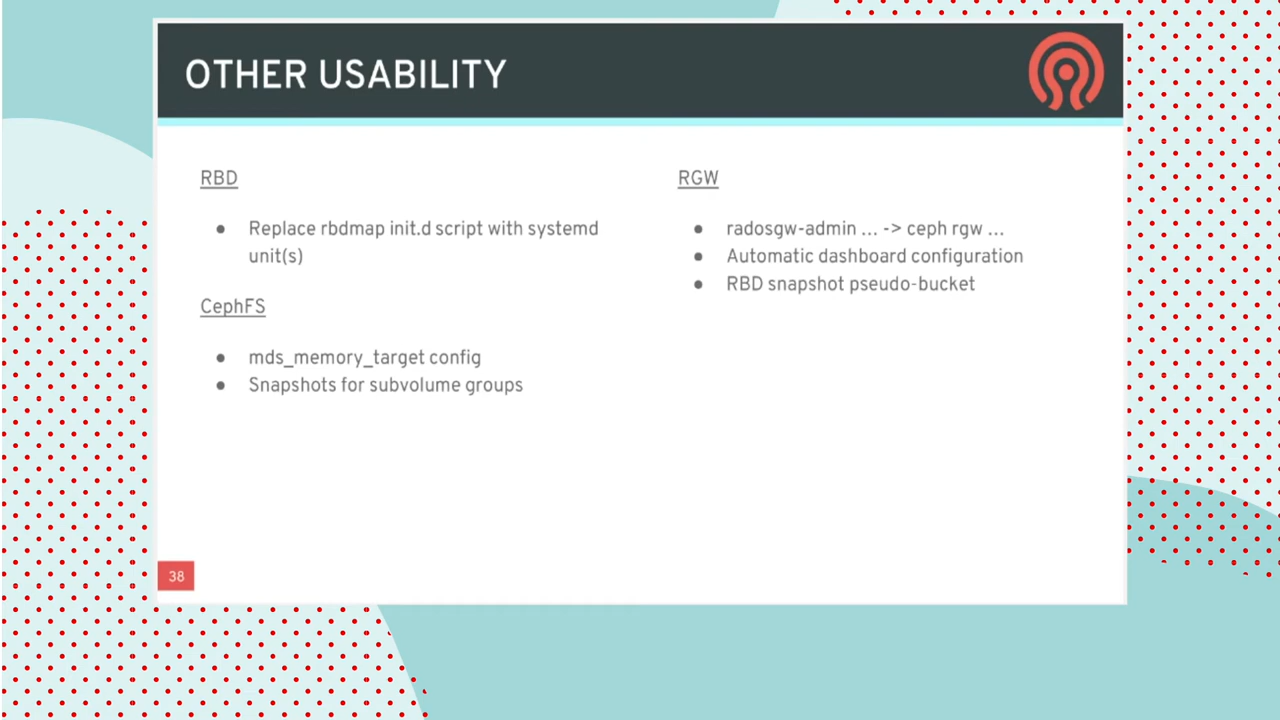 OTHER USABILITY
RBD
● Replace rbdmap init.d script with systemd
unit(s)
CephFS
● mds_memory_target config
● Snapshots for subvolume groups
RGW
● radosgw-admin ... -> ceph rgw ...
● Automatic dashboard configuration
● RBD snapshot pseudo-bucket
38